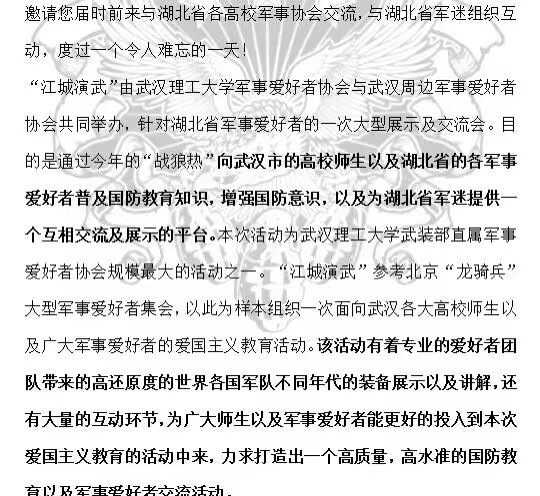 邀请您届时前来与湖北省各高校军事协会交流,与湖北省军迷组织互
动，度过一个令人难忘的一天！
“江城演武”由武汉理工大学军事爱好者协会与武汉周边军事爱好者
协会共同举办，针对湖北省军事爱好者的一次大型展示及交流会。目
的是通过今年的“战狼热”向武汉市的高校师生以及湖北省的各军事
爱好者普及国防教育知识，增强国防意识，以及为湖北省军迷提供一
个互相交流及展示的平台。本次活动为武汉理工大学武装部直属军事
爱好者协会规模最大的活动之一。“江城演武”参考北京“龙骑兵”
大型军事爱好者集会，以此为样本组织一次面向武汉各大高校师生以
及广大军事爱好者的爱国主义教育活动。该活动有着专业的爱好者团
队带来的高还原度的世界各国军队不同年代的装备展示以及讲解，还
有大量的互动环节，为广大师生以及军事爱好者能更好的投入到本次
爱国主义教育的活动中来，力求打造出一个高质量，高水准的国防教
育以及军事爱好者交流活动。